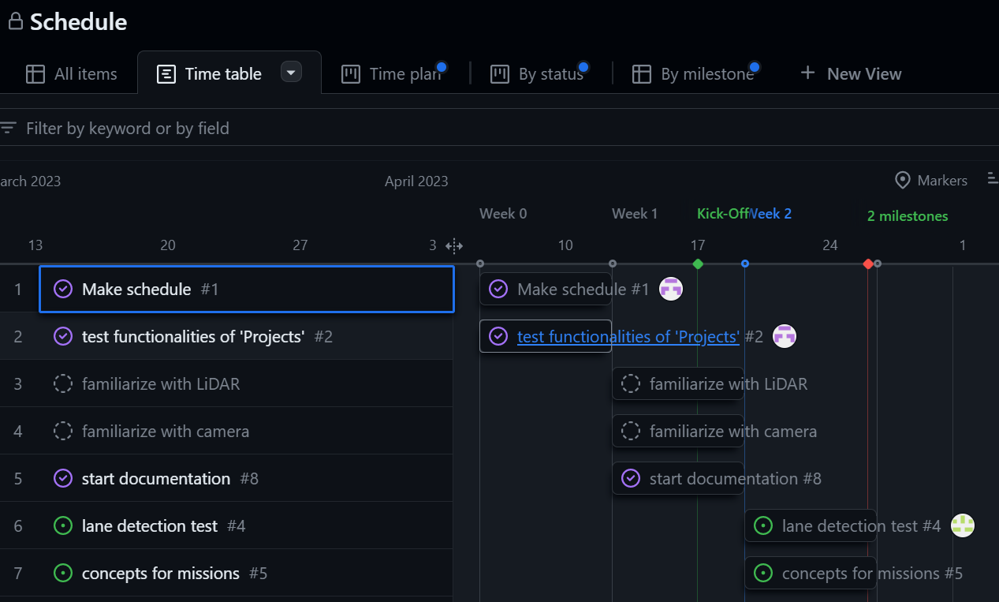 Schedule
All items
Time table
Time plan
By status
By milestone
New View
Filter by keyword or by field
arch 2023
April 2023
Markers
Week 0
Week 1
Kick-Off
Week 2
2 milestones
13
20
27
3
10
17
24
1
1 Make schedule #1
Make schedule #1
2 test functionalities of 'Projects' #2
test functionalities of 'Projects' #2
3 familiarize with LiDAR
familiarize with LiDAR
4 familiarize with camera
familiarize with camera
5 start documentation #8
start documentation #8
6 lane detection test #4
lane detection test #4
7 concepts for missions #5
concepts for missions #5